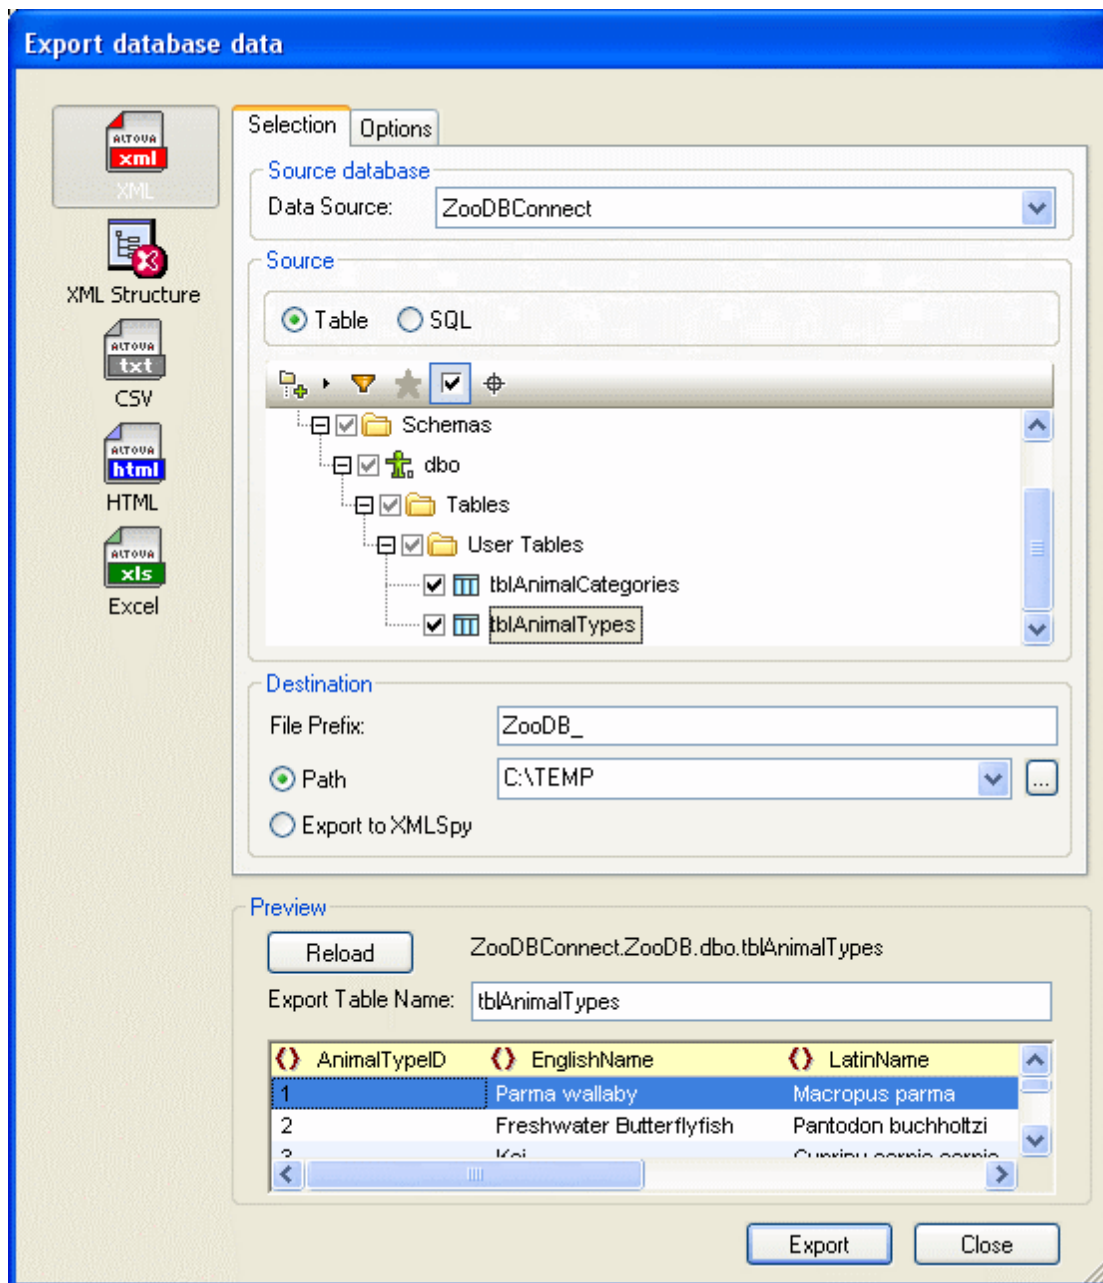 Export database data
ALTOVA
xml
XML
XML Structure
ALTOVA
txt
CSV
ALTOVA
html
HTML
ALTOVA
xls
Excel
Selection Options
Source database
Data Source: ZooDBConnect
Source
Table SQL
Schemas
dbo
Tables
User Tables
tblAnimalCategories
tblAnimalTypes
Destination
File Prefix: ZooDB_
Path C:\TEMP ...
Export to XMLSpy
Preview
Reload ZooDBConnect.ZooDB.dbo.tblAnimalTypes
Export Table Name: tblAnimalTypes
AnimalTypeID EnglishName LatinName
1 Parma wallaby Macropus parma
2 Freshwater Butterflyfish Pantodon buchholtzi
3 Koi
Export Close